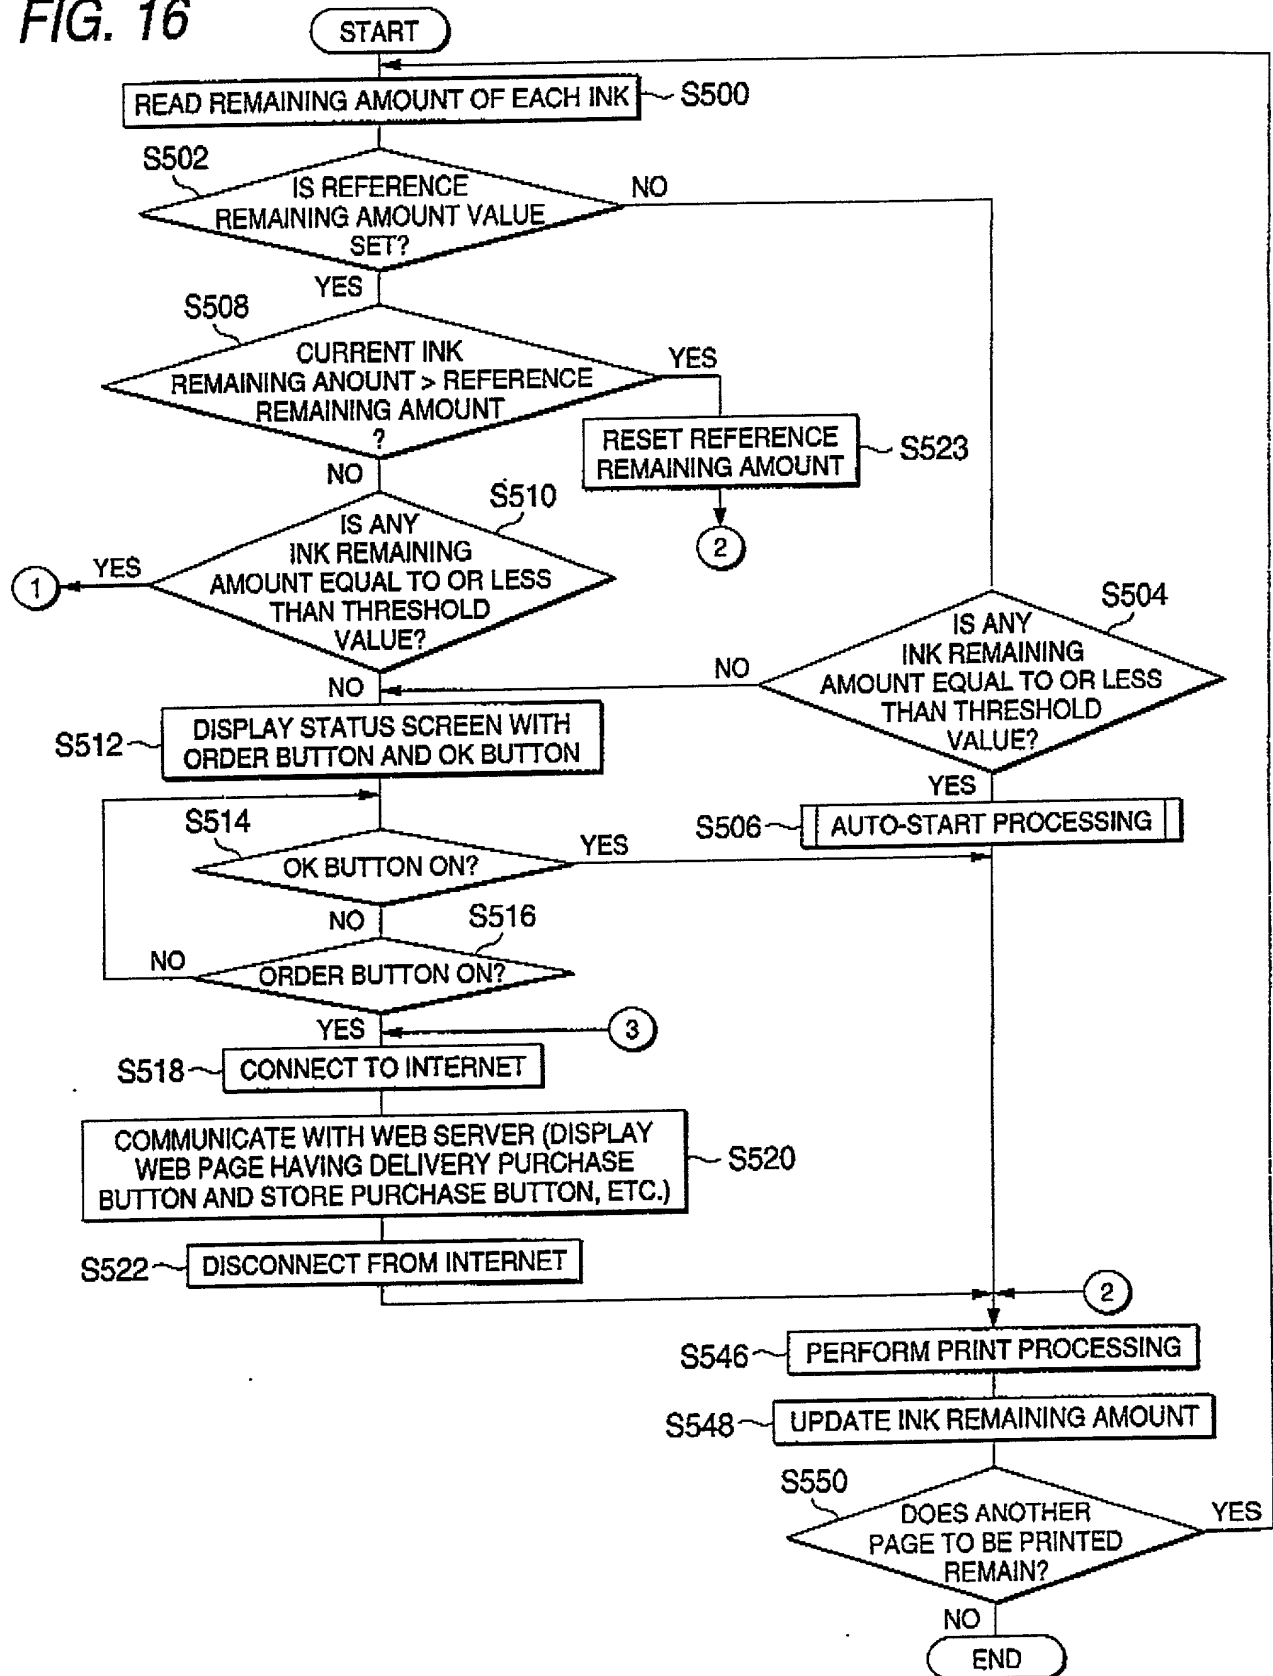 FIG. 16
START
READ REMAINING AMOUNT OF EACH INK
S500
S502
IS REFERENCE
REMAINING AMOUNT VALUE
SET?
NO
YES
S508
CURRENT INK
REMAINING ANOUNT > REFERENCE
REMAINING AMOUNT
?
YES
NO
RESET REFERENCE
REMAINING AMOUNT
S523
2
S510
IS ANY
INK REMAINING
AMOUNT EQUAL TO OR LESS
THAN THRESHOLD
VALUE?
YES
1
NO
S504
IS ANY
INK REMAINING
AMOUNT EQUAL TO OR LESS
THAN THRESHOLD
VALUE?
NO
YES
S512
DISPLAY STATUS SCREEN WITH
ORDER BUTTON AND OK BUTTON
S506
AUTO-START PROCESSING
S514
OK BUTTON ON?
YES
NO
S516
ORDER BUTTON ON?
NO
YES
3
S518
CONNECT TO INTERNET
COMMUNICATE WITH WEB SERVER (DISPLAY
WEB PAGE HAVING DELIVERY PURCHASE
BUTTON AND STORE PURCHASE BUTTON, ETC.)
S520
S522
DISCONNECT FROM INTERNET
2
S546
PERFORM PRINT PROCESSING
S548
UPDATE INK REMAINING AMOUNT
S550
DOES ANOTHER
PAGE TO BE PRINTED
REMAIN?
YES
NO
END